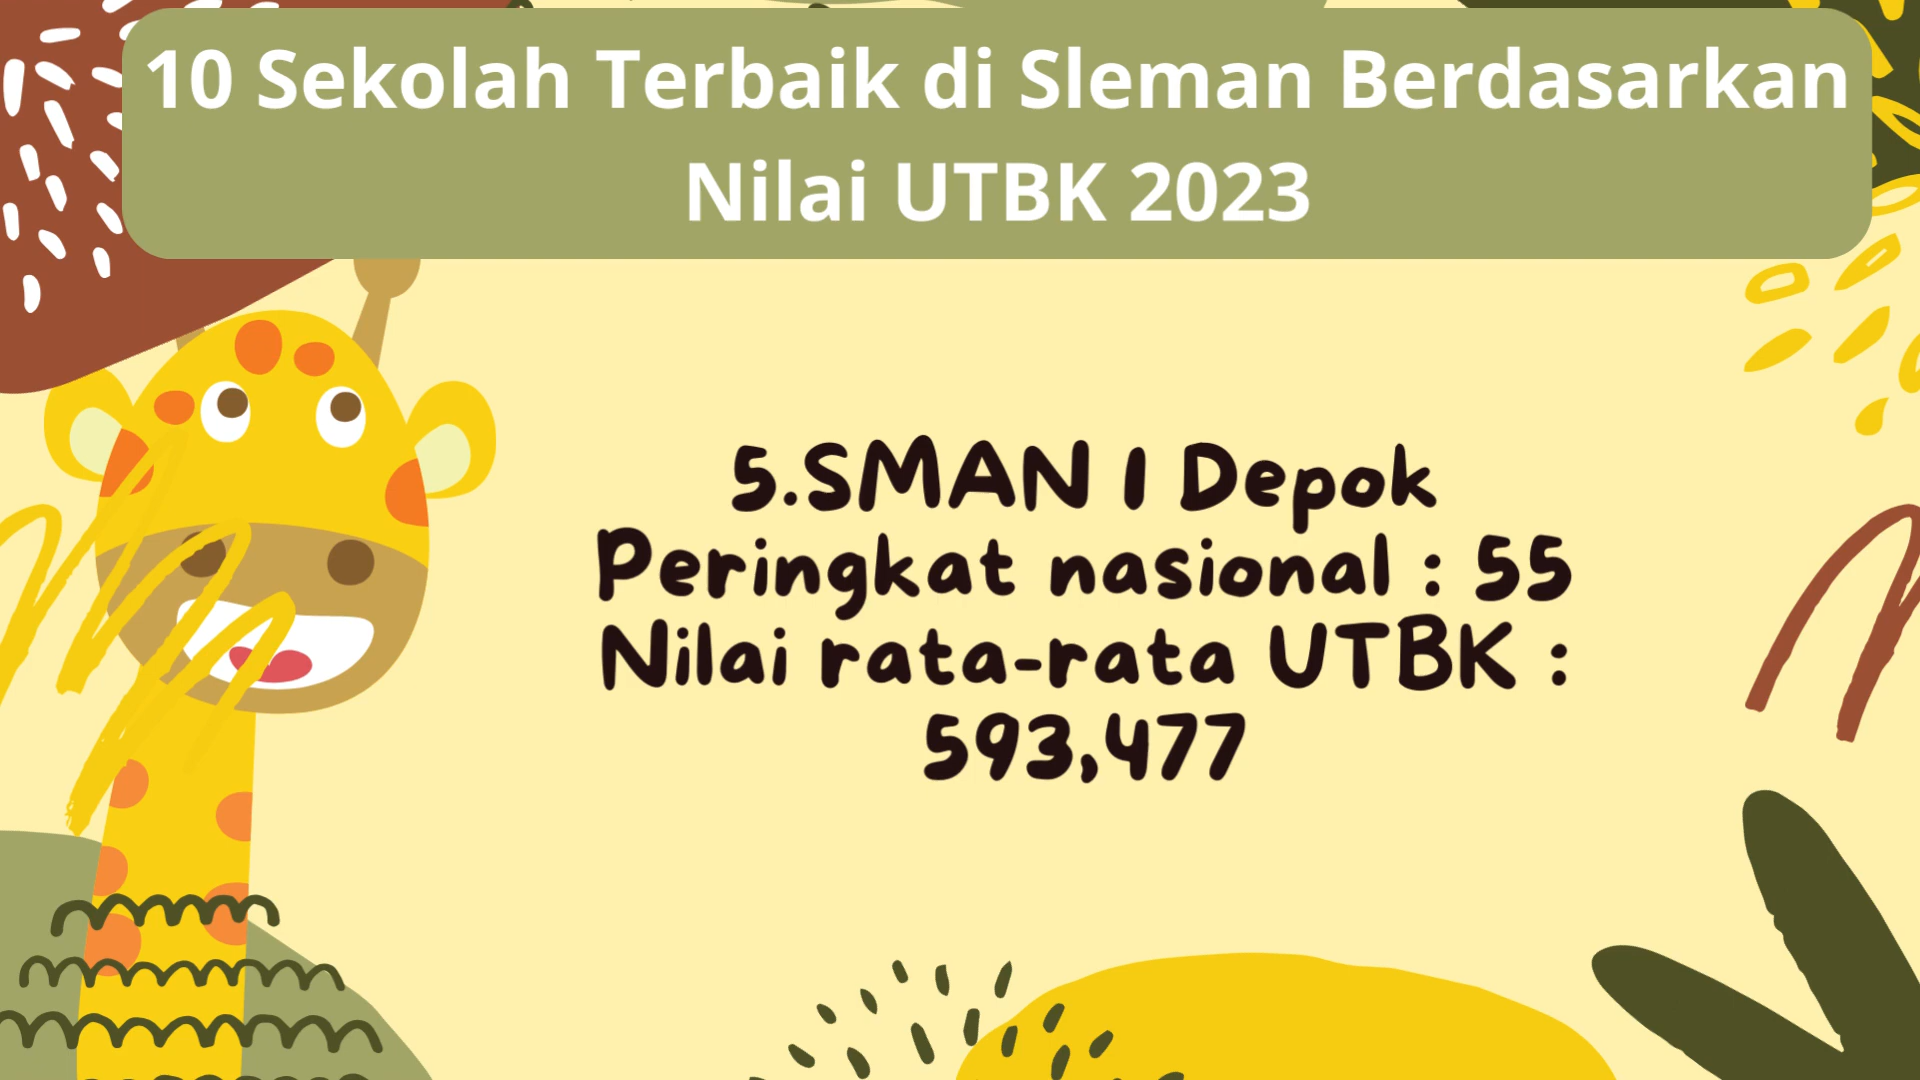 10 Sekolah Terbaik di Sleman Berdasarkan
Nilai UTBK 2023
5.SMAN 1 Depok
Peringkat nasional : 55
Nilai rata-rata UTBK :
593,477